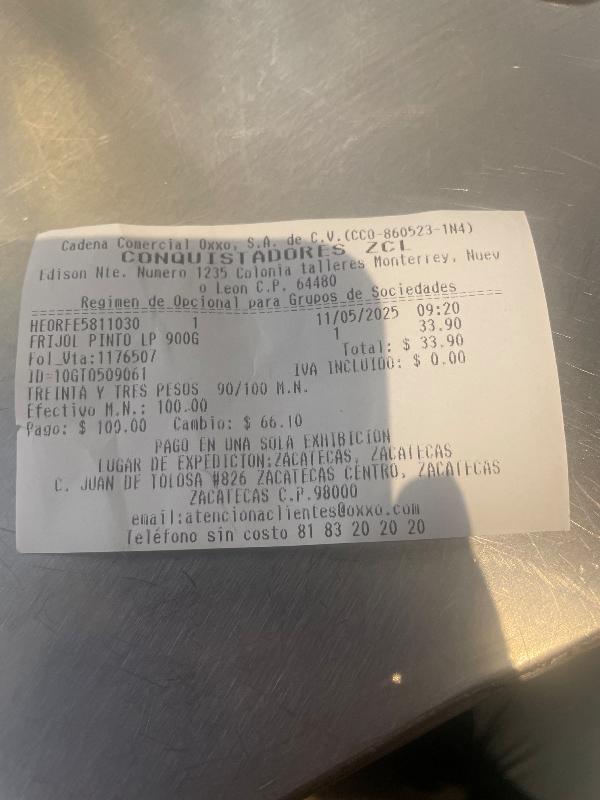 Cadena Comercial Oxxo, S.A. de C.V.(CCO-860523-1N4)
CONQUISTADORES ZCL
Edison Nte. Numero 1235 Colonia talleres Monterrey, Nuev
o Leon C.P. 64480
Regimen de Opcional para Grupos de Sociedades
HEORFE5811030 1 11/05/2025 09:20
FRIJOL PINTO LP 900G 1 33.90
Fol_Vta:1176507 Total: $ 33.90
ID=10GT0509061 IVA INCLUIDO: $ 0.00
TREINTA Y TRES PESOS 90/100 M.N.
Efectivo M.N.: 100.00
Pago: $ 100.00 Cambio: $ 66.10
PAGO EN UNA SOLA EXHIBICION
LUGAR DE EXPEDICION:ZACATECAS, ZACATECAS
C. JUAN DE TOLOSA #826 ZACATECAS CENTRO, ZACATECAS
ZACATECAS C.P.98000
email:atencionaclientes@oxxo.com
Teléfono sin costo 81 83 20 20 20